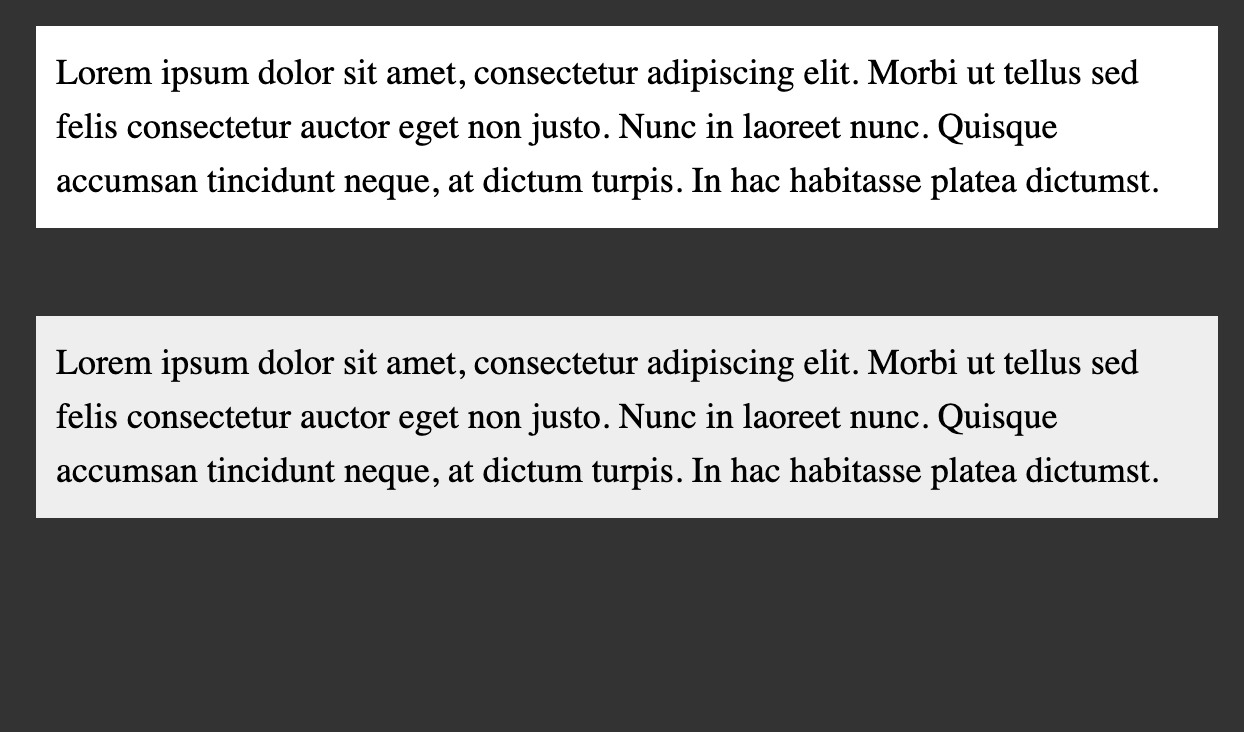 Lorem ipsum dolor sit amet, consectetur adipiscing elit. Morbi ut tellus sed
felis consectetur auctor eget non justo. Nunc in laoreet nunc. Quisque
accumsan tincidunt neque, at dictum turpis. In hac habitasse platea dictumst.
Lorem ipsum dolor sit amet, consectetur adipiscing elit. Morbi ut tellus sed
felis consectetur auctor eget non justo. Nunc in laoreet nunc. Quisque
accumsan tincidunt neque, at dictum turpis. In hac habitasse platea dictumst.